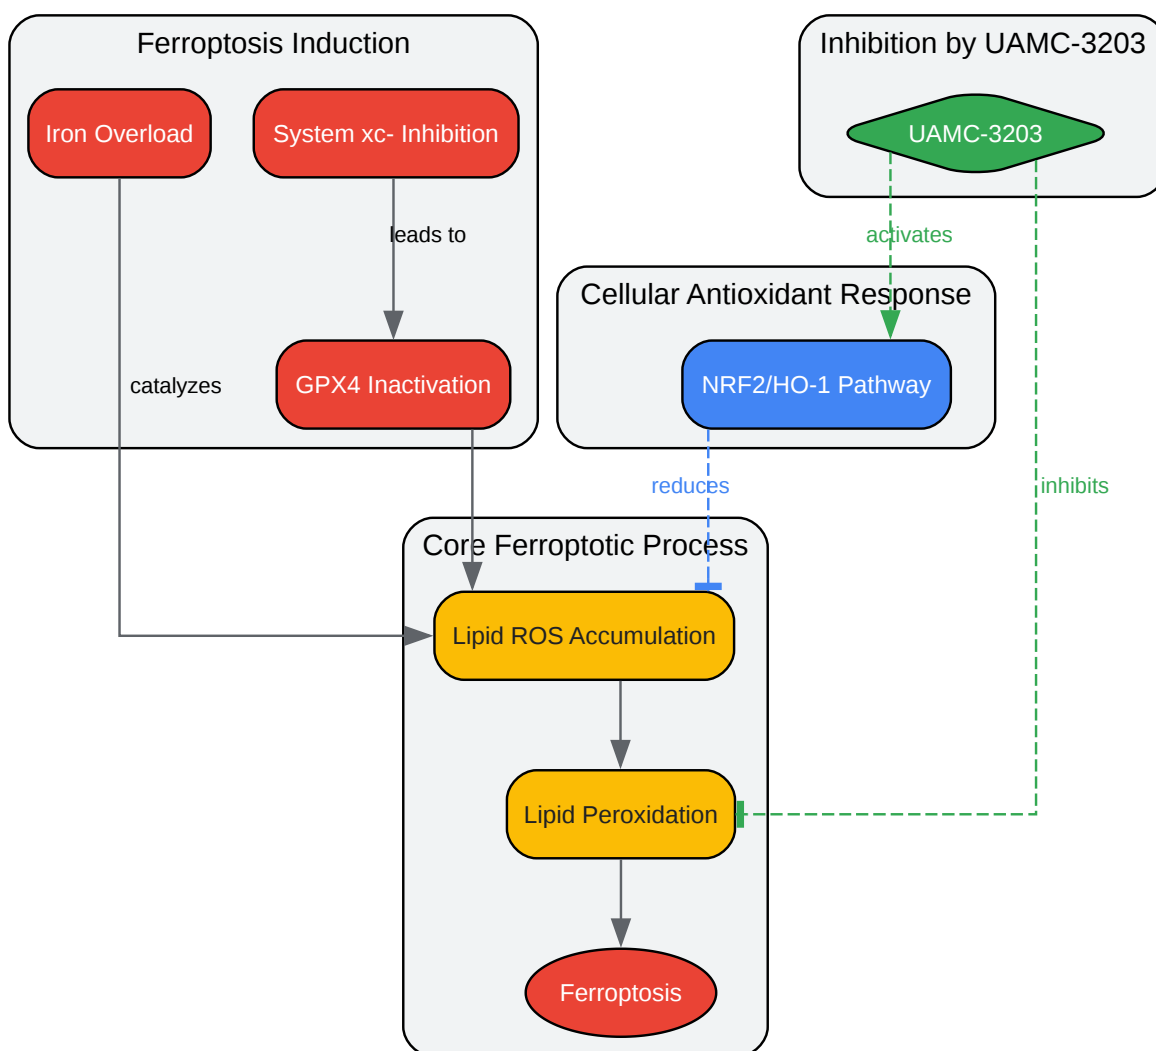 Ferroptosis Induction
Inhibition by UAMC-3203
Iron Overload
System xc- Inhibition
UAMC-3203
leads to
activates
Cellular Antioxidant Response
catalyzes
GPX4 Inactivation
NRF2/HO-1 Pathway
reduces
inhibits
Core Ferroptotic Process
Lipid ROS Accumulation
Lipid Peroxidation
Ferroptosis